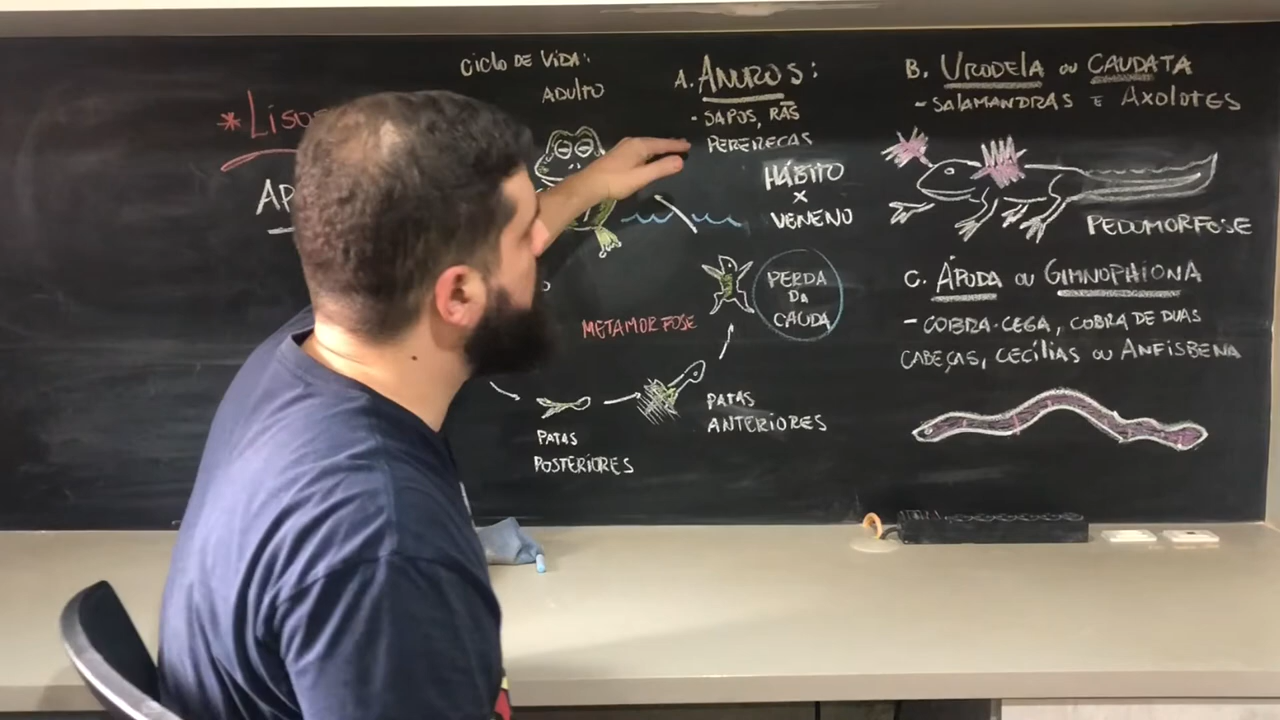 CICLO DE VIDA:
ADULTO
METAMORFOSE
PERDA
DA
CAUDA
PATAS
ANTERIORES
PATAS
POSTERIORES
A. ANUROS:
- SAPOS, RÃS
PERERECAS
HÁBITO
X
VENENO
B. URODELA ou CAUDATA
- SALAMANDRAS E AXOLOTES
PEDOMORFOSE
C. ÁPODA ou GIMNOPHIONA
- COBRA-CEGA, COBRA DE DUAS
CABEÇAS, CECÍLIAS ou ANFISBENA